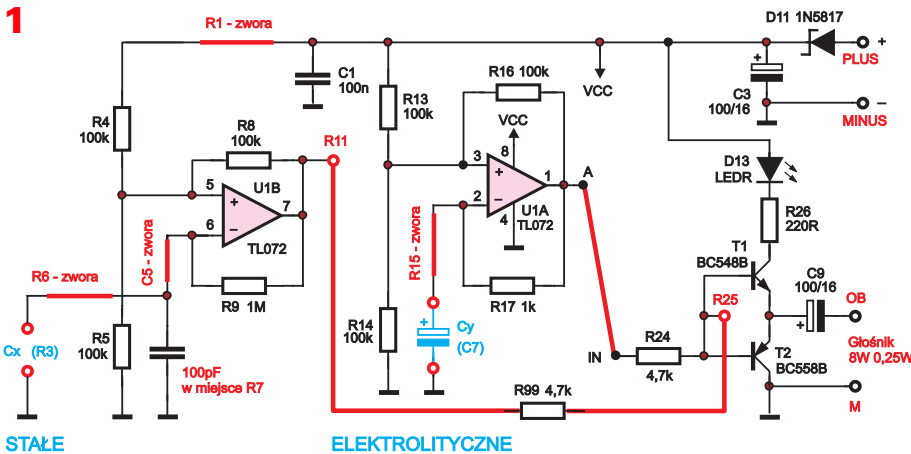 1
R1 - zwora
D11 1N5817
+
PLUS
C1
100n
R16 100k
VCC
+
C3
100/16
–
MINUS
R4
100k
R8
100k
R11
R13
100k
VCC
8
3
+
1
A
D13
LEDR
5
+
U1B
7
6
–
TL072
2
–
4
U1A
TL072
R26
220R
C5 - zwora
R15 - zwora
T1
BC548B
R6 - zwora
R9 1M
R17 1k
R25
C9
100/16
+
OB
Cx (R3)
R5
100k
100pF
w miejsce R7
R14
100k
+
Cy
(C7)
IN
R24
4,7k
T2
BC558B
Głośnik
8W 0,25W
R99 4,7k
M
STAŁE
ELEKTROLITYCZNE